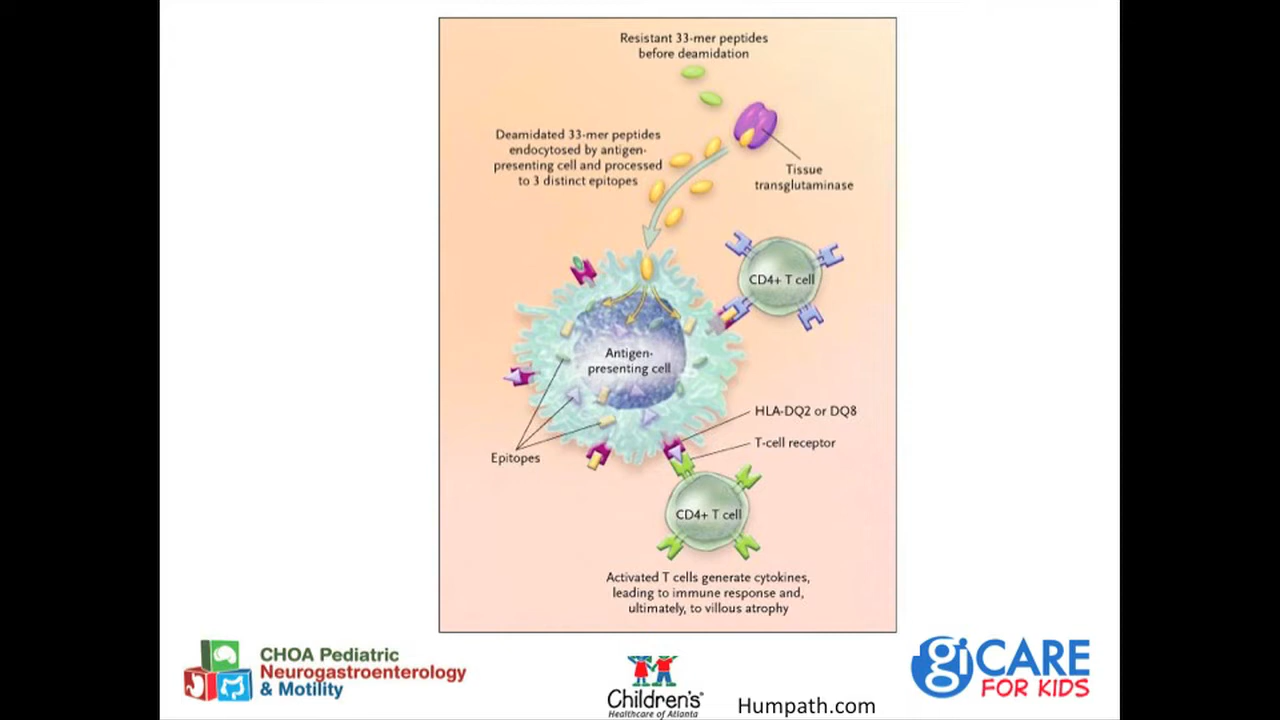 Resistant 33-mer peptides
before deamidation
Deamidated 33-mer peptides
endocytosed by antigen-
presenting cell and processed
to 3 distinct epitopes
Tissue
transglutaminase
CD4+ T cell
Antigen-
presenting cell
HLA-DQ2 or DQ8
T-cell receptor
Epitopes
CD4+ T cell
Activated T cells generate cytokines,
leading to immune response and,
ultimately, to villous atrophy
CHOA Pediatric
Neurogastroenterology
& Motility
Children's
Healthcare of Atlanta
Humpath.com
gi CARE
FOR KIDS